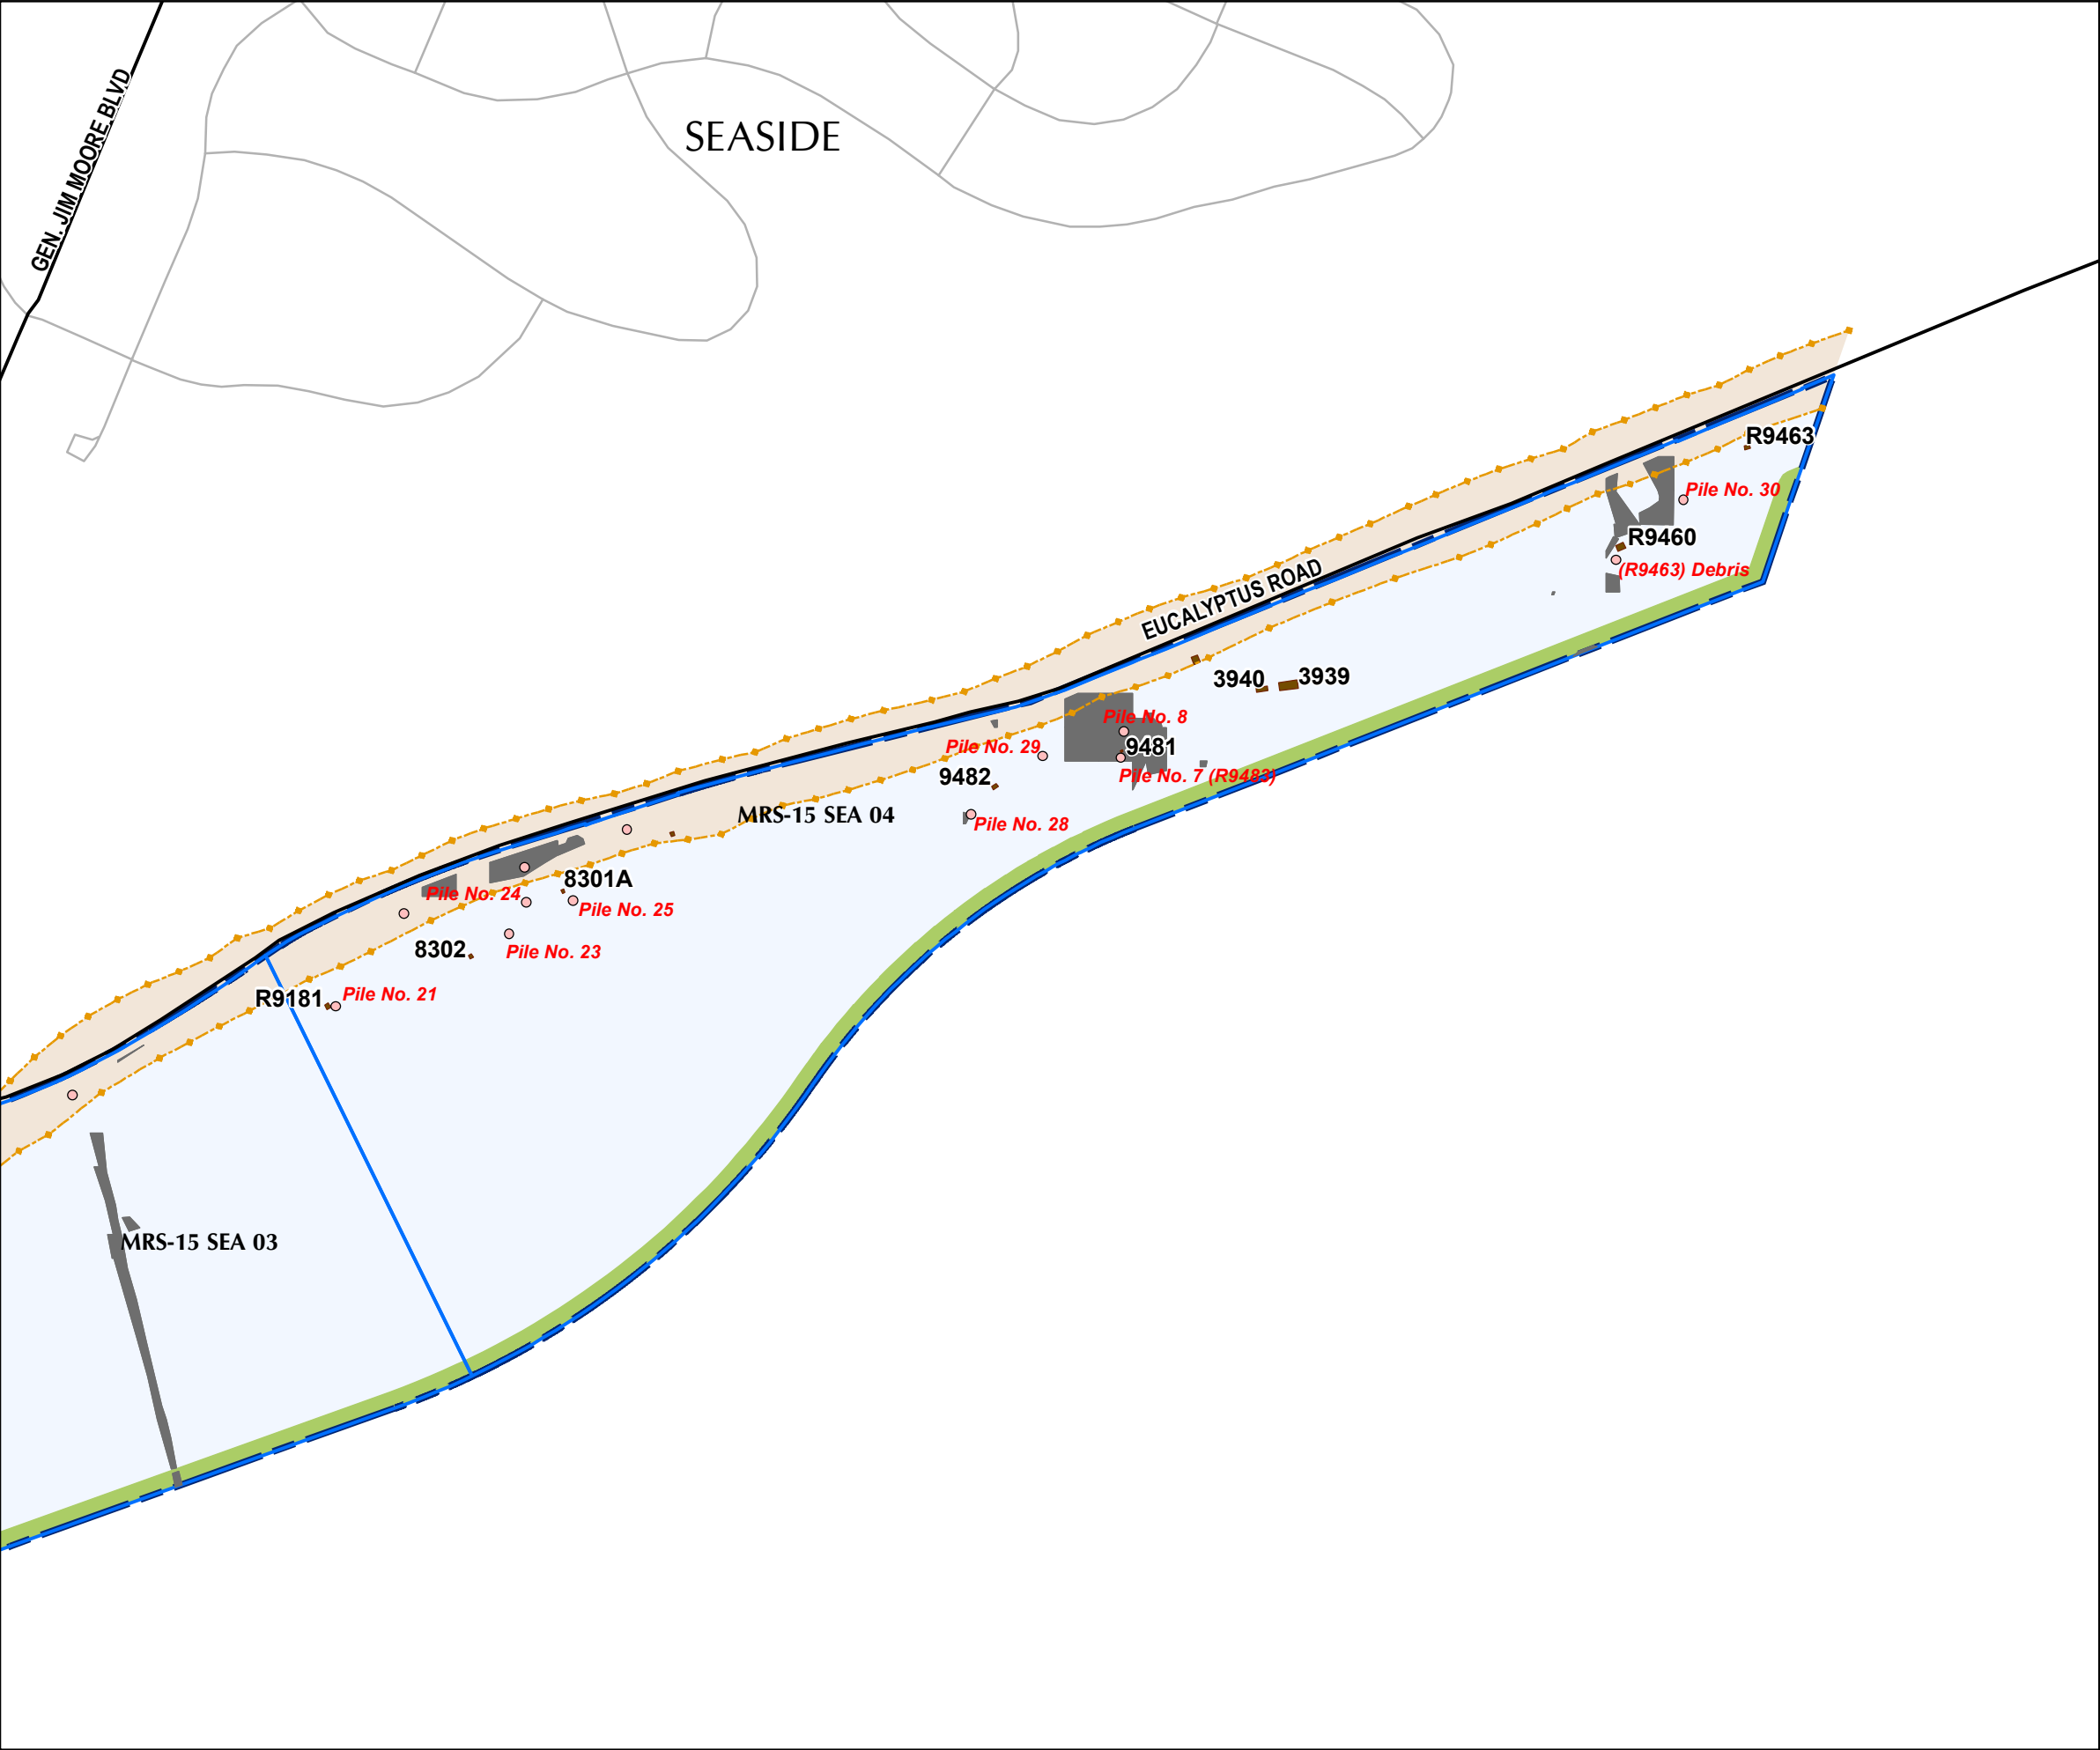 GEN. JIM MOORE BLVD
SEASIDE
R9463
Pile No. 30
R9460
(R9463) Debris
EUCALYPTUS ROAD
3940
3939
Pile No. 8
Pile No. 29
9481
9482
Pile No. 7 (R9483)
MRS-15 SEA 04
Pile No. 28
8301A
Pile No. 24
Pile No. 25
8302
Pile No. 23
R9181
Pile No. 21
MRS-15 SEA 03